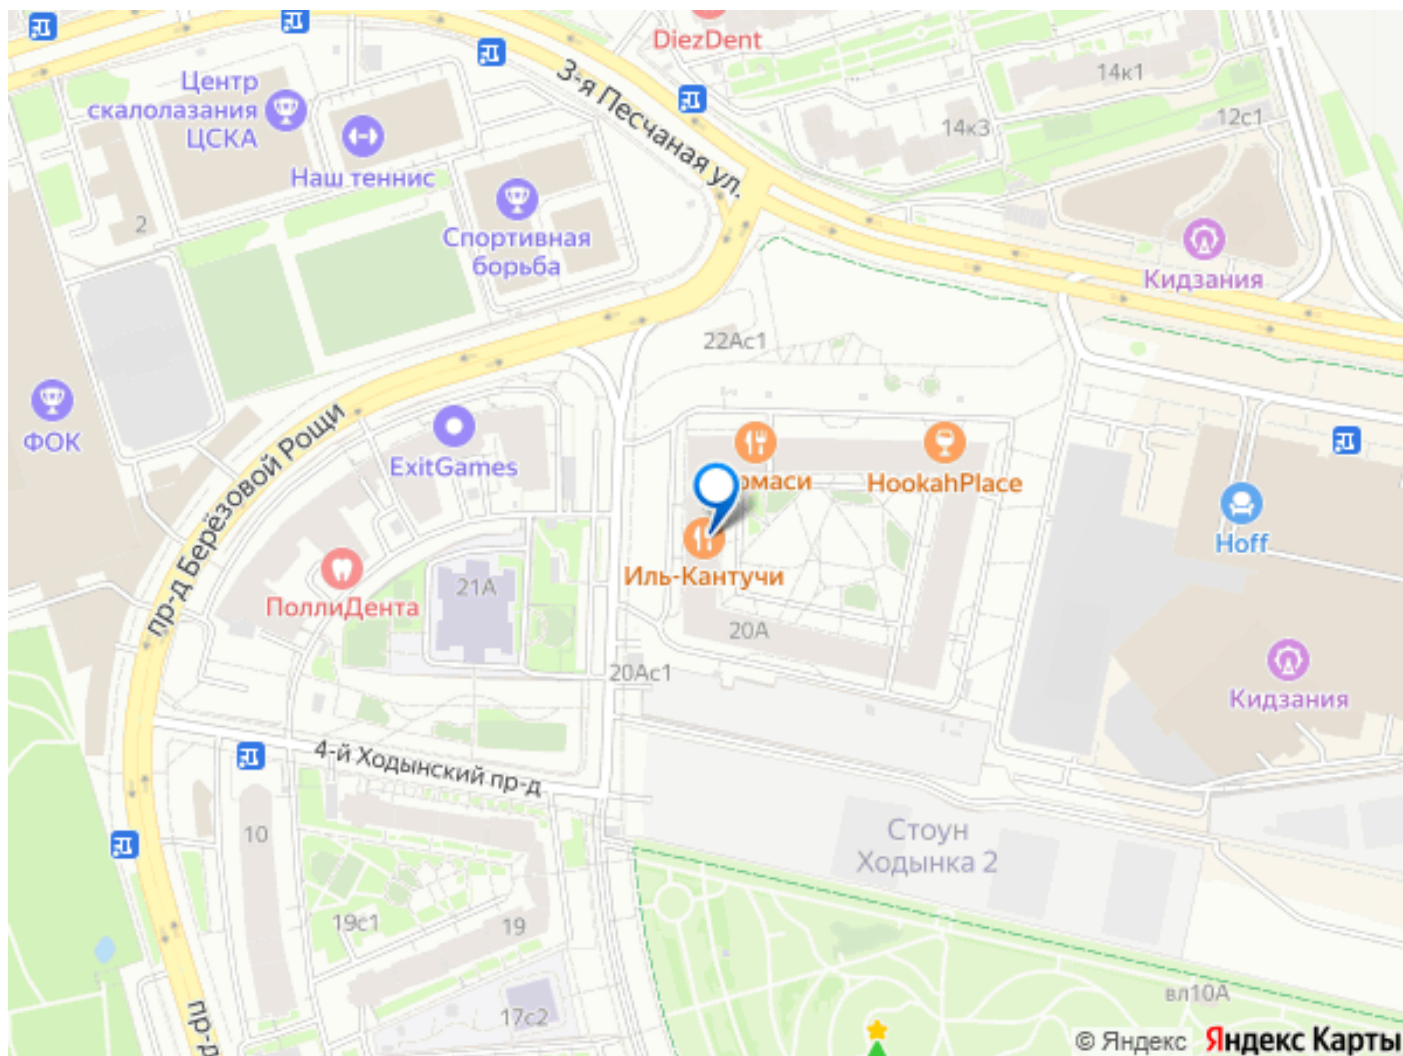 DiezDent
3-я Песчаная ул.
14к1
14к3
12с1
Центр
скалолазания
ЦСКА
Наш теннис
2
Спортивная
борьба
Кидзания
22Ас1
ФОК
пр-д Берёзовой Рощи
ExitGames
HookahPlace
Hoff
Иль-Кантучи
ПоллиДента
21А
20А
20Ас1
Кидзания
4-й Ходынский пр-д
10
Стоун
Ходынка 2
19с1
19
17с2
вл10А
пр-д
© Яндекс Яндекс Карты